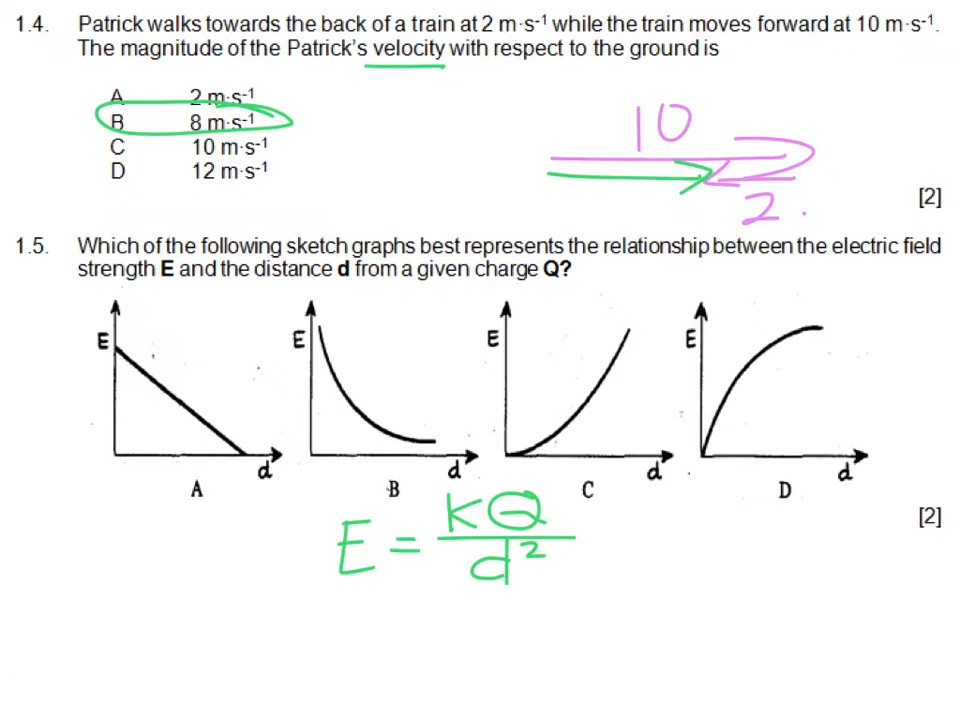 1.4. Patrick walks towards the back of a train at 2 m·s⁻¹ while the train moves forward at 10 m·s⁻¹.
The magnitude of the Patrick's velocity with respect to the ground is
A 2 m·s⁻¹
B 8 m·s⁻¹
C 10 m·s⁻¹
D 12 m·s⁻¹
10
2
[2]
1.5. Which of the following sketch graphs best represents the relationship between the electric field
strength E and the distance d from a given charge Q?
E E E E
d d d d
A B C D
[2]
E = kQ/d²